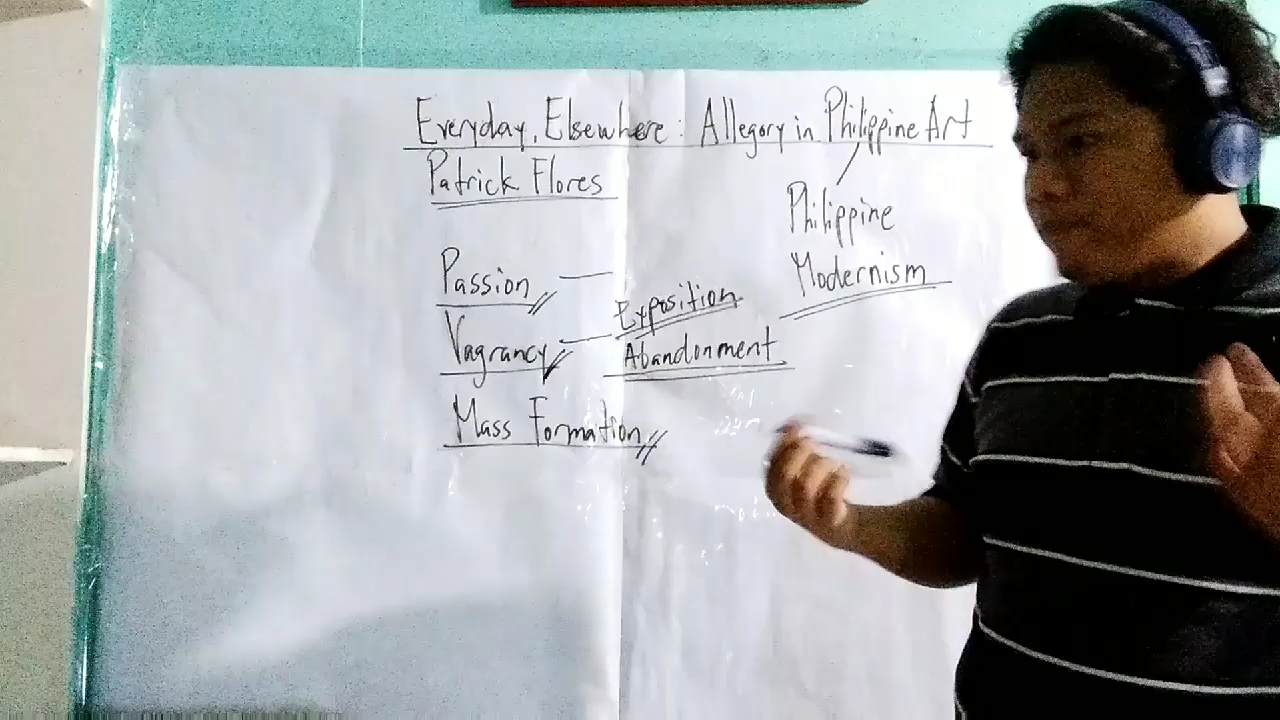 Everyday, Elsewhere: Allegory in Philippine Art
Patrick Flores
Philippine
Modernism
Passion
Exposition
Vagrancy
Abandonment
Mass Formation